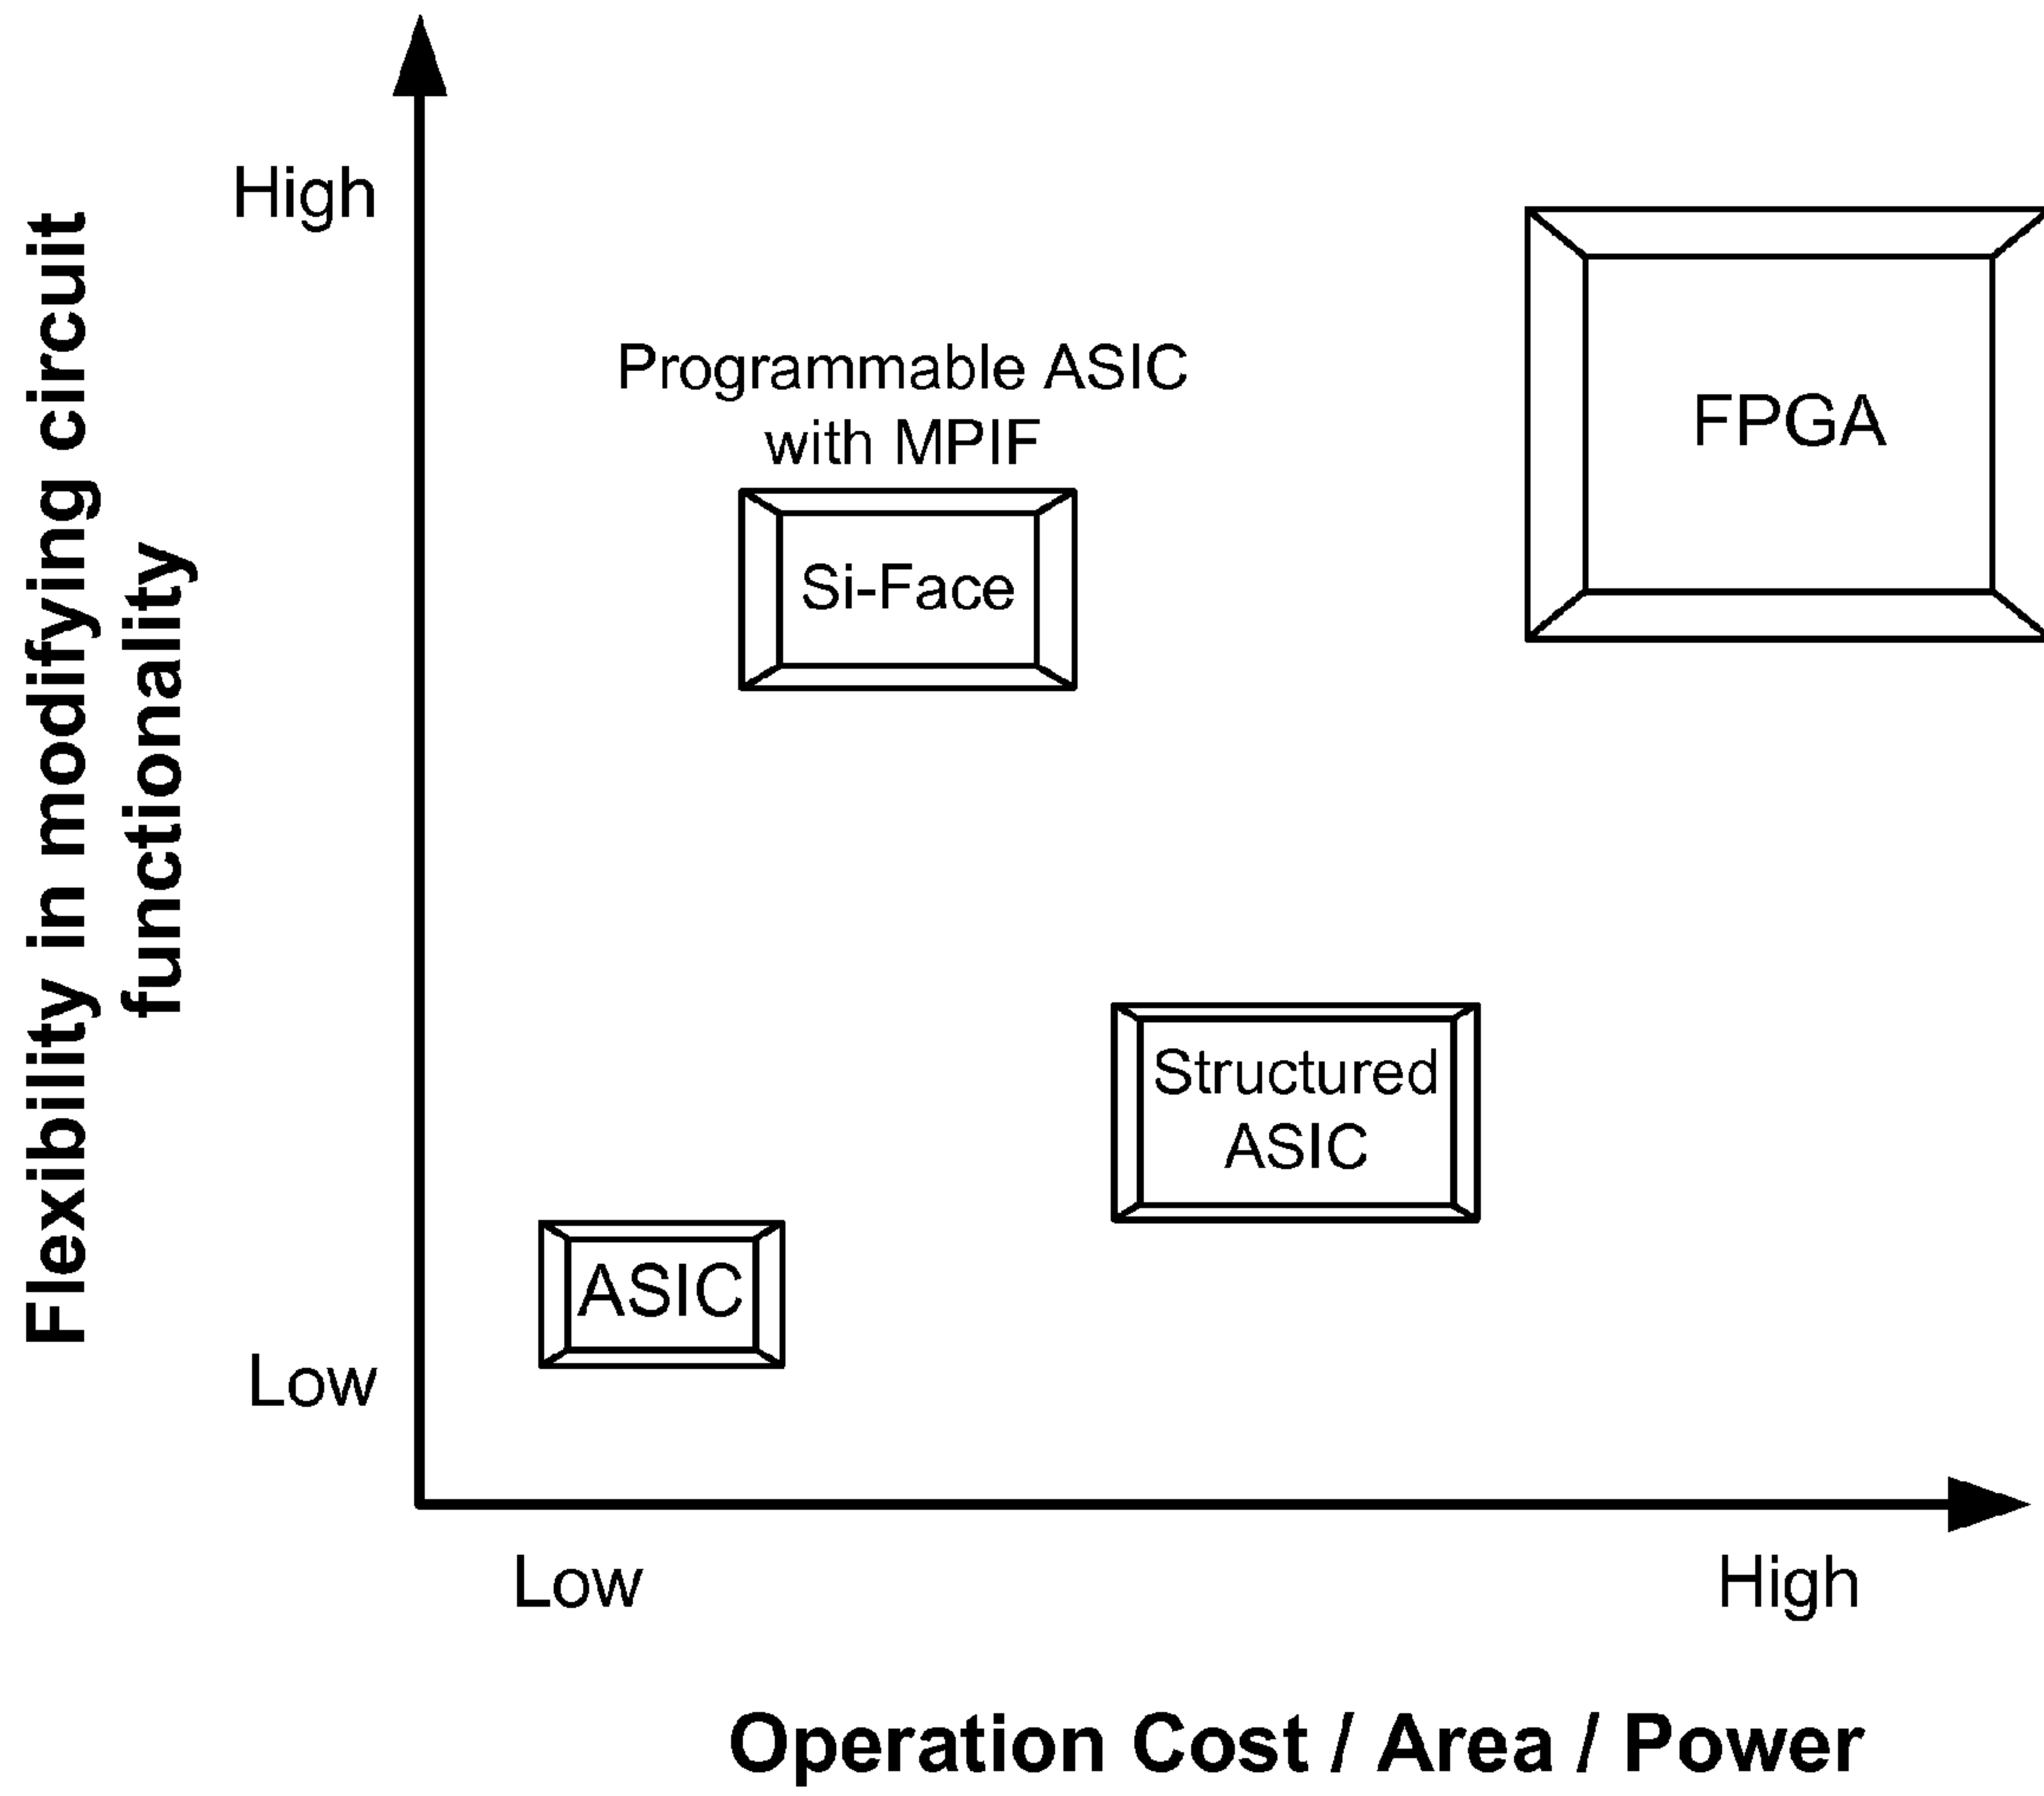 Flexibility in modifying circuit
functionality
High
Programmable ASIC
with MPIF
Si-Face
FPGA
Structured
ASIC
ASIC
Low
Low
High
Operation Cost / Area / Power